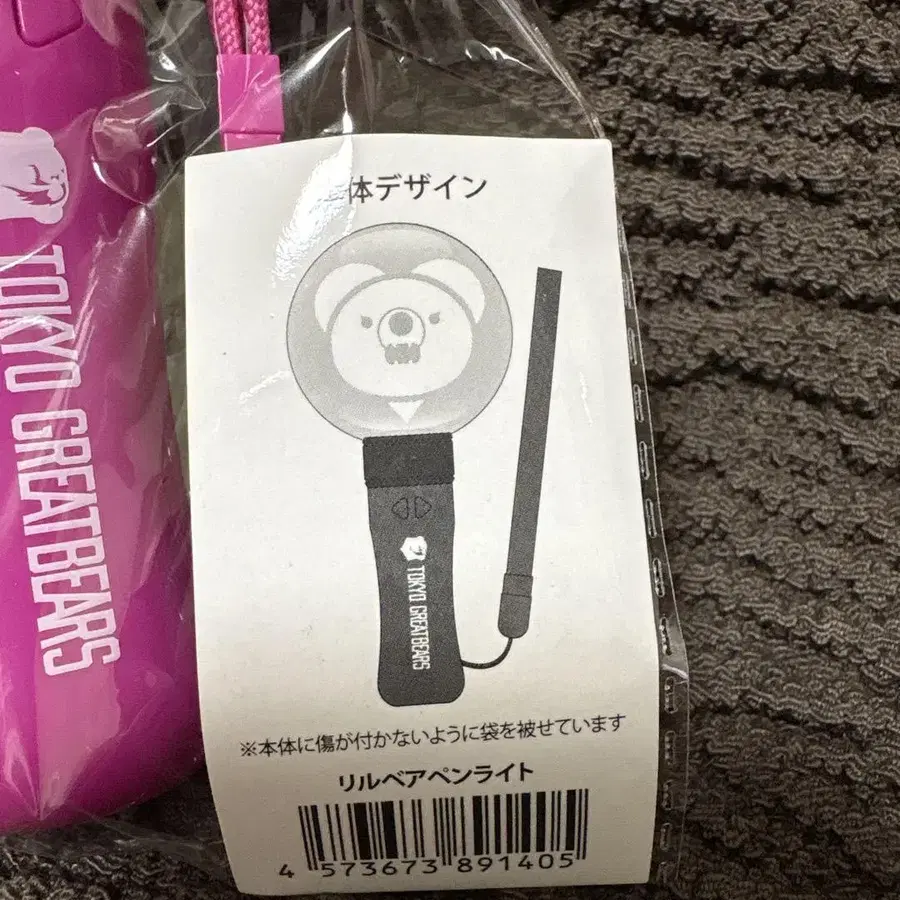 体デザイン
TOKYO GREATBEARS
TOKYO GREATBEARS
※本体に傷が付かないように袋を被せています
リルベアペンライト
4 573673 891405